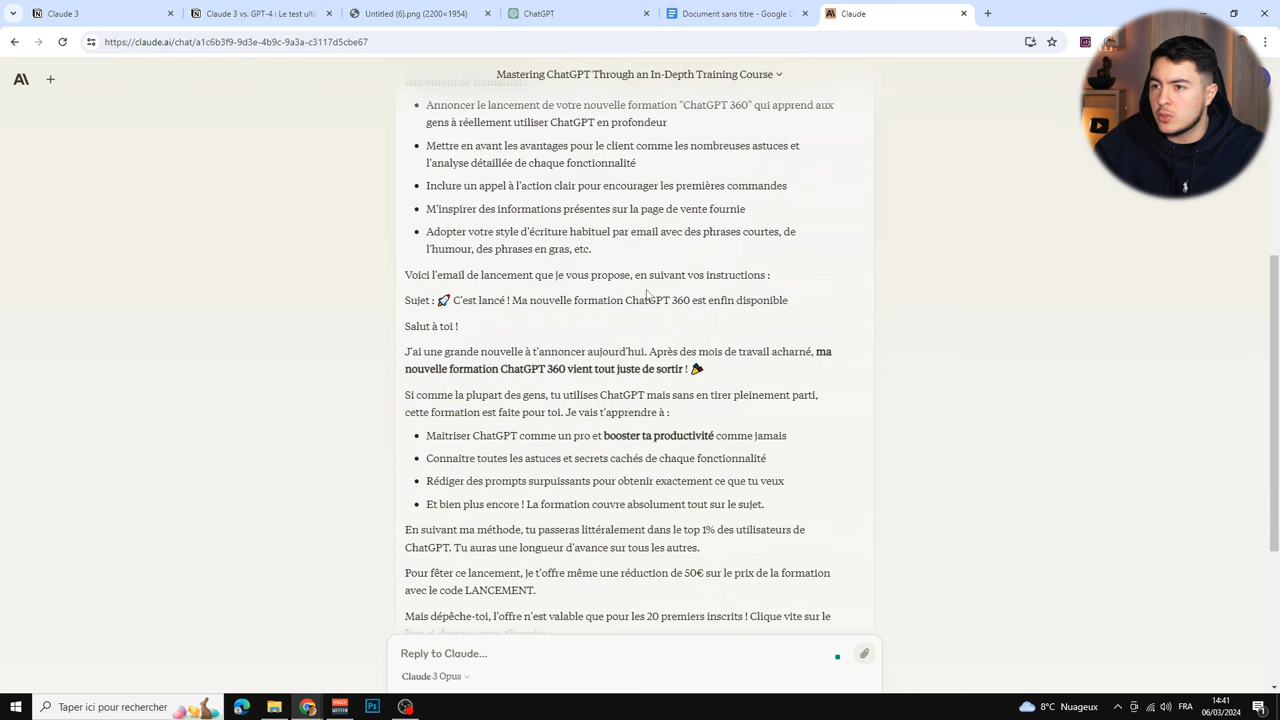 Claude 3
Claude 3 vs. GPT-4 : Le test ulti
Untitled (6).png (2200×1954)
ChatGPT
Document sans titre - Google D
Claude
https://claude.ai/chat/a1c6b3f9-9d3e-4b9c-9a3a-c3117d5cbe67
Mastering ChatGPT Through an In-Depth Training Course
lancement de formation :
• Annoncer le lancement de votre nouvelle formation "ChatGPT 360" qui apprend aux
gens à réellement utiliser ChatGPT en profondeur
• Mettre en avant les avantages pour le client comme les nombreuses astuces et
l'analyse détaillée de chaque fonctionnalité
• Inclure un appel à l'action clair pour encourager les premières commandes
• M'inspirer des informations présentes sur la page de vente fournie
• Adopter votre style d'écriture habituel par email avec des phrases courtes, de
l'humour, des phrases en gras, etc.
Voici l'email de lancement que je vous propose, en suivant vos instructions :
Sujet : 🚀 C'est lancé ! Ma nouvelle formation ChatGPT 360 est enfin disponible
Salut à toi !
J'ai une grande nouvelle à t'annoncer aujourd'hui. Après des mois de travail acharné, ma
nouvelle formation ChatGPT 360 vient tout juste de sortir ! 🎉
Si comme la plupart des gens, tu utilises ChatGPT mais sans en tirer pleinement parti,
cette formation est faite pour toi. Je vais t'apprendre à :
• Maitriser ChatGPT comme un pro et booster ta productivité comme jamais
• Connaitre toutes les astuces et secrets cachés de chaque fonctionnalité
• Rédiger des prompts surpuissants pour obtenir exactement ce que tu veux
• Et bien plus encore ! La formation couvre absolument tout sur le sujet.
En suivant ma méthode, tu passeras littéralement dans le top 1% des utilisateurs de
ChatGPT. Tu auras une longueur d'avance sur tous les autres.
Pour fêter ce lancement, je t'offre même une réduction de 50€ sur le prix de la formation
avec le code LANCEMENT.
Mais dépêche-toi, l'offre n'est valable que pour les 20 premiers inscrits ! Clique vite sur le
Reply to Claude...
Claude 3 Opus
Taper ici pour rechercher
Ps
8°C Nuageux
FRA
14:41
06/03/2024